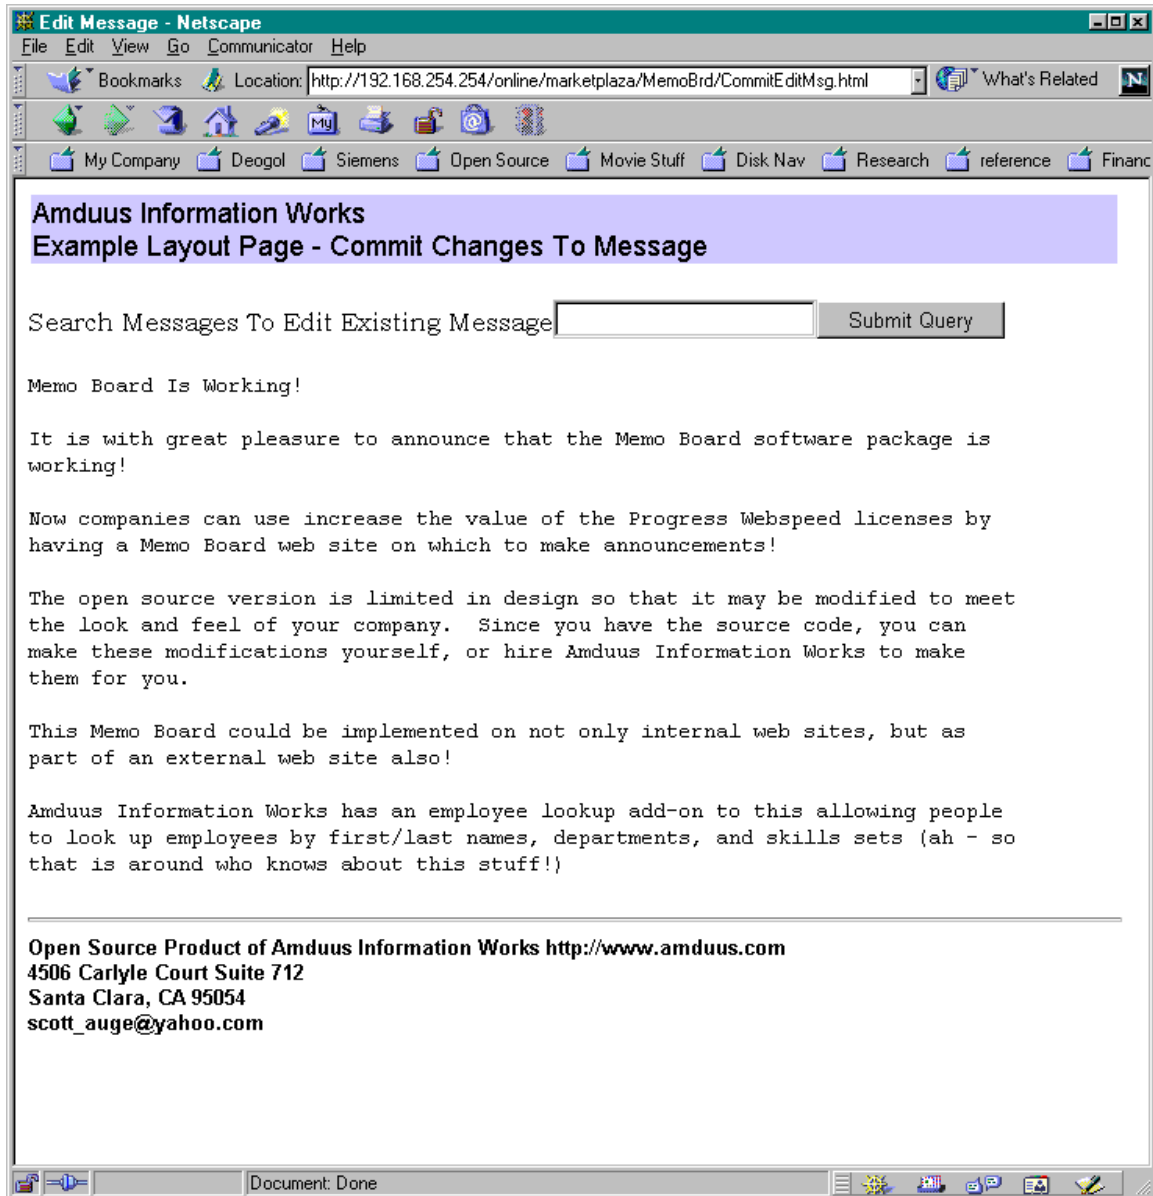 Edit Message - Netscape
File Edit View Go Communicator Help
Bookmarks Location: http://192.168.254.254/online/marketplaza/MemoBrd/CommitEditMsg.html What's Related N
My
My Company Deogol Siemens Open Source Movie Stuff Disk Nav Research reference Financ
Amduus Information Works
Example Layout Page - Commit Changes To Message
Search Messages To Edit Existing Message Submit Query
Memo Board Is Working!
It is with great pleasure to announce that the Memo Board software package is
working!
Now companies can use increase the value of the Progress Webspeed licenses by
having a Memo Board web site on which to make announcements!
The open source version is limited in design so that it may be modified to meet
the look and feel of your company.  Since you have the source code, you can
make these modifications yourself, or hire Amduus Information Works to make
them for you.
This Memo Board could be implemented on not only internal web sites, but as
part of an external web site also!
Amduus Information Works has an employee lookup add-on to this allowing people
to look up employees by first/last names, departments, and skills sets (ah - so
that is around who knows about this stuff!)
Open Source Product of Amduus Information Works http://www.amduus.com
4506 Carlyle Court Suite 712
Santa Clara, CA 95054
scott_auge@yahoo.com
Document: Done